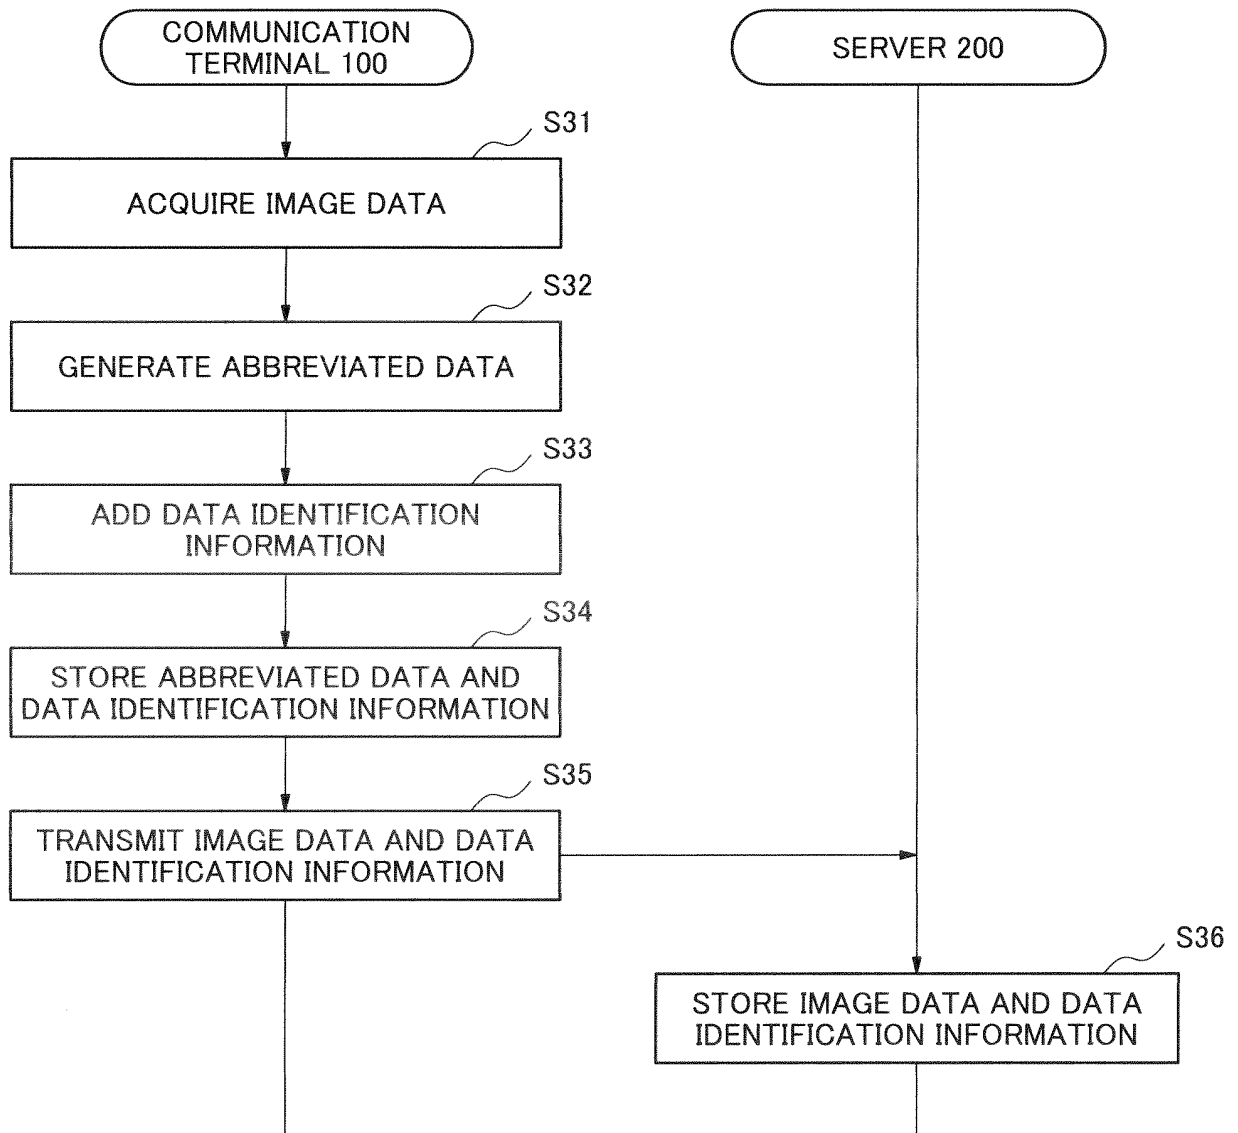 COMMUNICATION
TERMINAL 100
SERVER 200
S31
ACQUIRE IMAGE DATA
S32
GENERATE ABBREVIATED DATA
S33
ADD DATA IDENTIFICATION
INFORMATION
S34
STORE ABBREVIATED DATA AND
DATA IDENTIFICATION INFORMATION
S35
TRANSMIT IMAGE DATA AND DATA
IDENTIFICATION INFORMATION
S36
STORE IMAGE DATA AND DATA
IDENTIFICATION INFORMATION